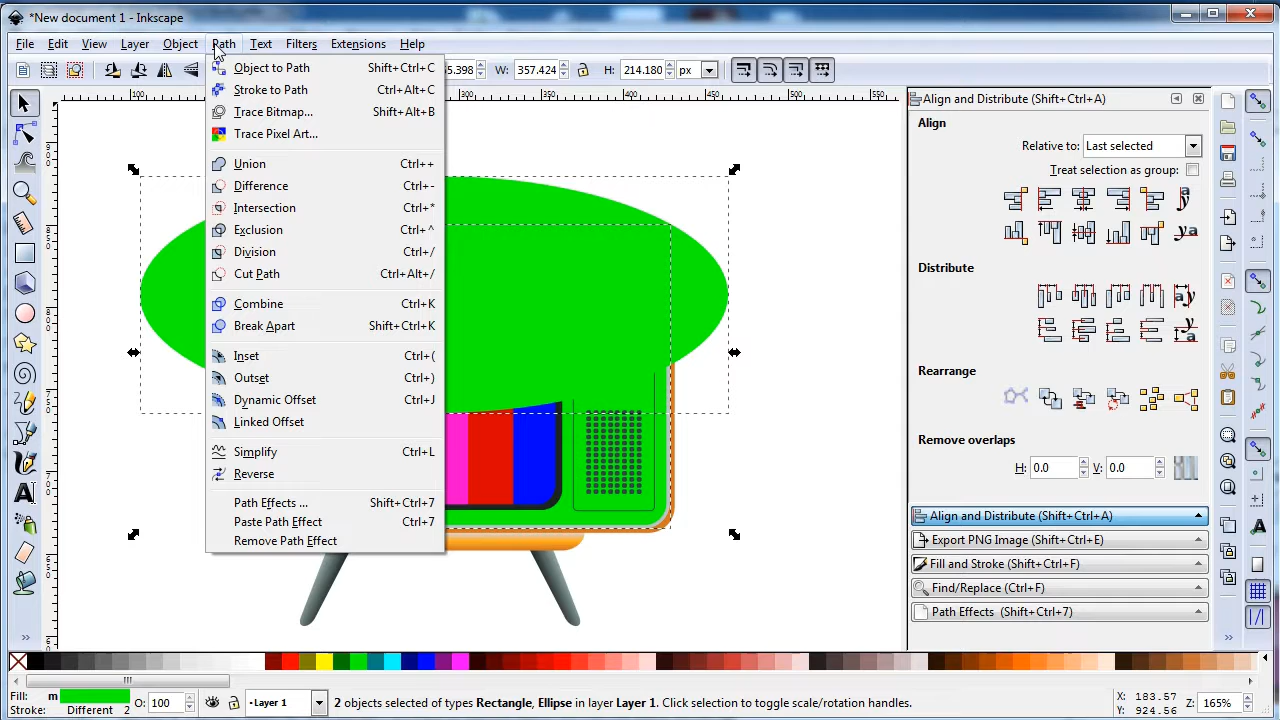 *New document 1 - Inkscape
File Edit View Layer Object Path Text Filters Extensions Help
W: 357.424 H: 214.180 px
Object to Path Shift+Ctrl+C
Stroke to Path Ctrl+Alt+C
Trace Bitmap... Shift+Alt+B
Trace Pixel Art...
Union Ctrl++
Difference Ctrl+-
Intersection Ctrl+*
Exclusion Ctrl+^
Division Ctrl+/
Cut Path Ctrl+Alt+/
Combine Ctrl+K
Break Apart Shift+Ctrl+K
Inset Ctrl+(
Outset Ctrl+)
Dynamic Offset Ctrl+J
Linked Offset
Simplify Ctrl+L
Reverse
Path Effects ... Shift+Ctrl+7
Paste Path Effect Ctrl+7
Remove Path Effect
100 300 350 400 450 500 550
Align and Distribute (Shift+Ctrl+A)
Align
Relative to: Last selected
Treat selection as group:
Distribute
Rearrange
Remove overlaps
H: 0.0 V: 0.0
Align and Distribute (Shift+Ctrl+A)
Export PNG Image (Shift+Ctrl+E)
Fill and Stroke (Shift+Ctrl+F)
Find/Replace (Ctrl+F)
Path Effects (Shift+Ctrl+7)
Fill: m O: 100 Layer 1 2 objects selected of types Rectangle, Ellipse in layer Layer 1. Click selection to toggle scale/rotation handles. X: 183.57 Z: 165%
Stroke: Different 2 Y: 924.56